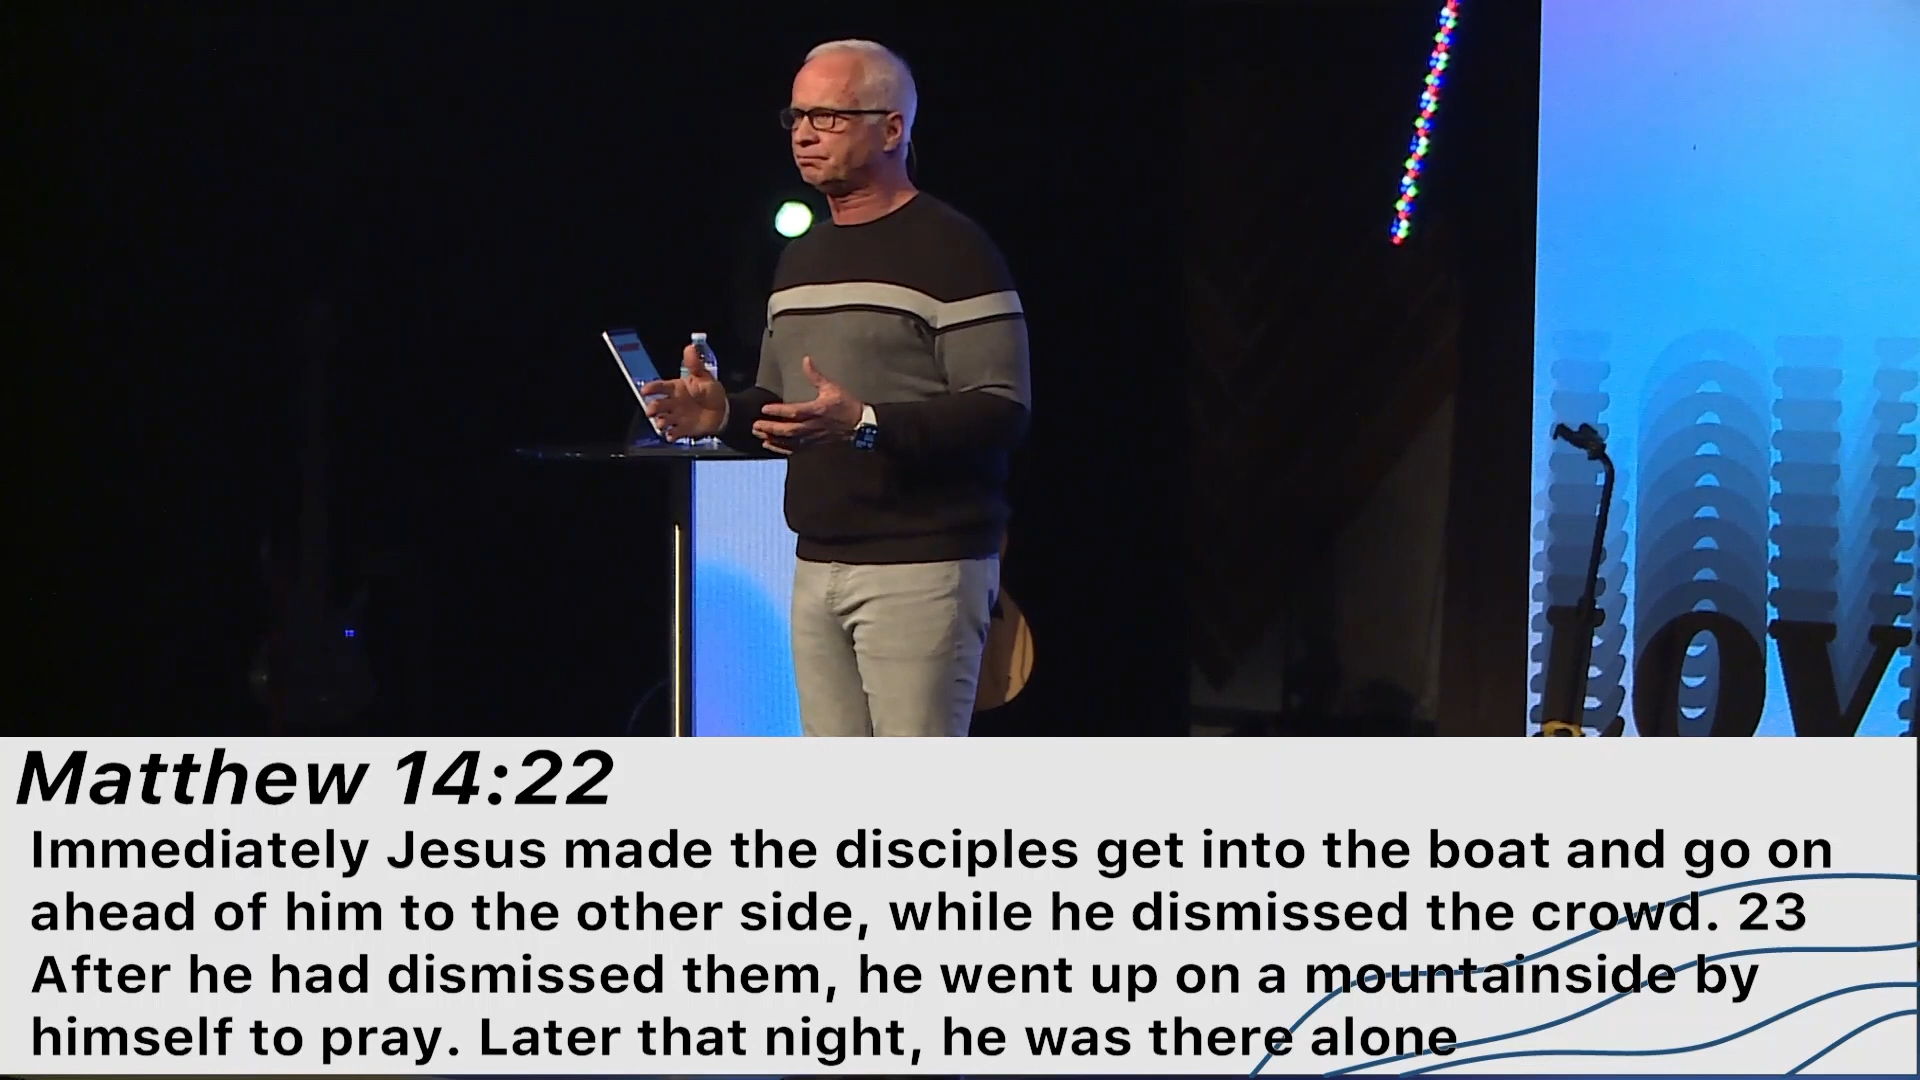 lov
Matthew 14:22
Immediately Jesus made the disciples get into the boat and go on
ahead of him to the other side, while he dismissed the crowd. 23
After he had dismissed them, he went up on a mountainside by
himself to pray. Later that night, he was there alone